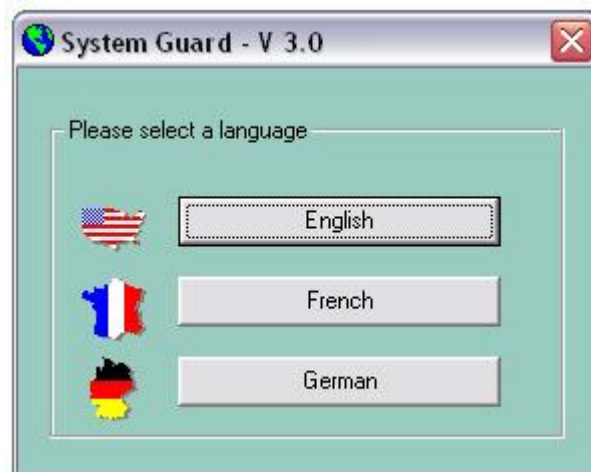 System Guard - V 3.0
Please select a language
English
French
German